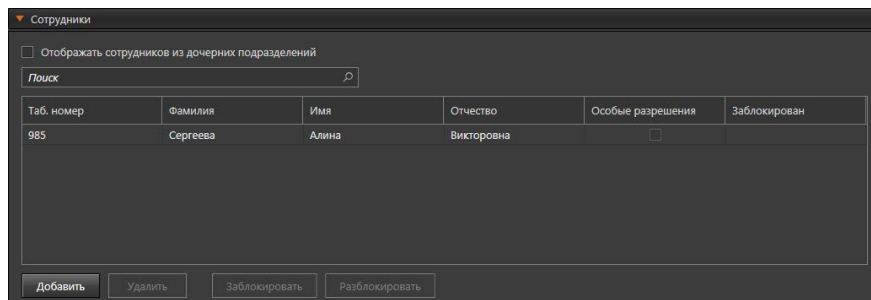 Сотрудники
Отображать сотрудников из дочерних подразделений
Поиск
Таб. номер Фамилия Имя Отчество Особые разрешения Заблокирован
985 Сергеева Алина Викторовна
Добавить Удалить Заблокировать Разблокировать